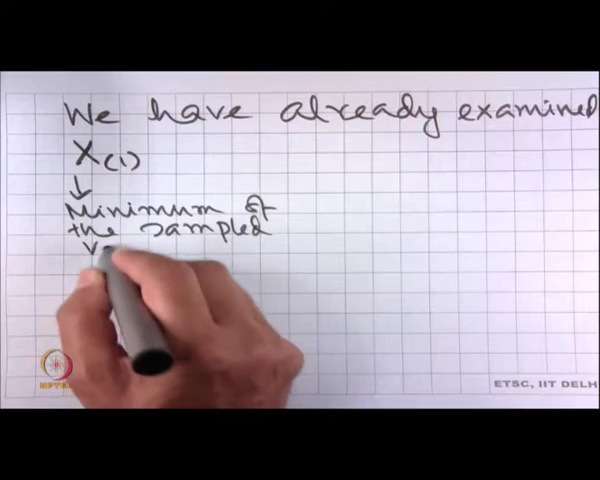 We have already examined
X(1)
↓
Minimum of
the sampled
V
ETSC, IIT DELH